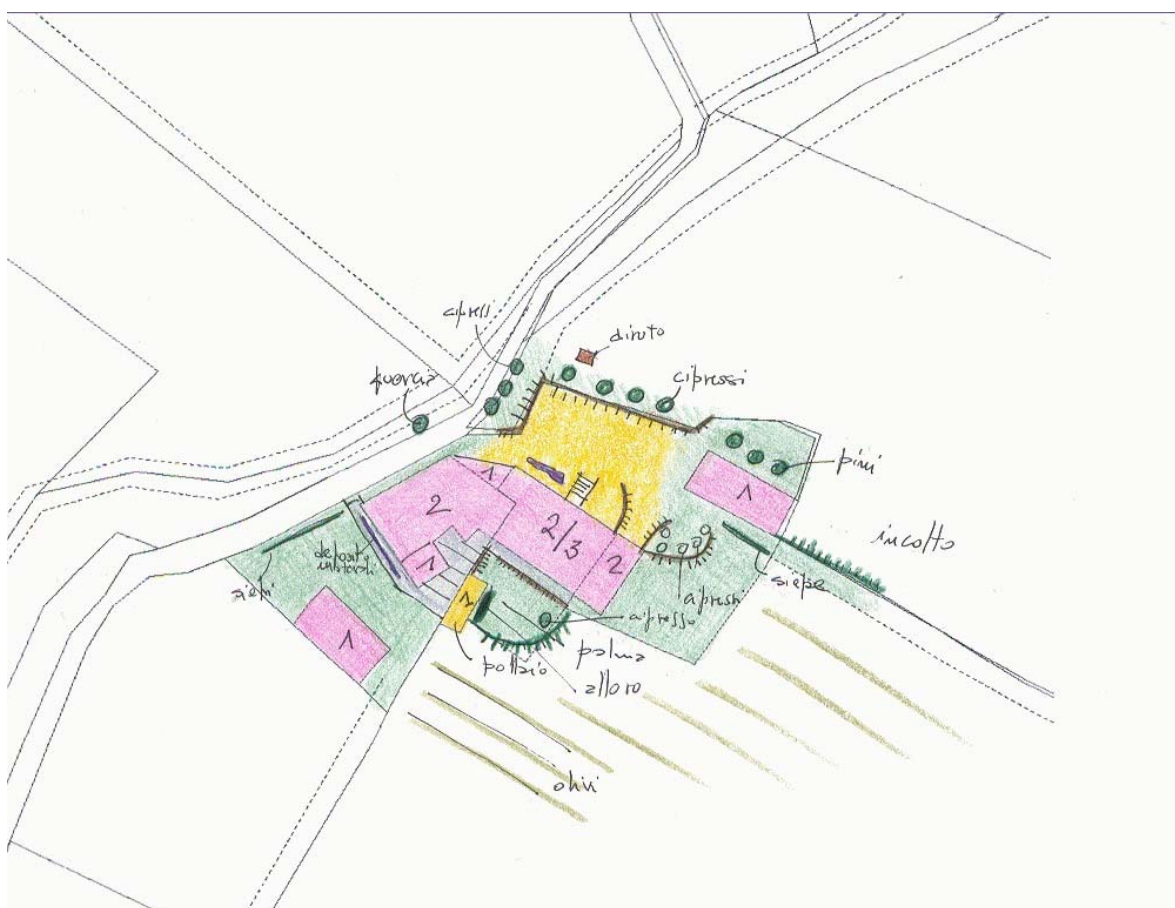 cipressi
diruto
quercia
cipressi
pini
1
1
2
2/3
incolto
deposito
materiali
1
2
siepi
siepe
cipressi
1
cipresso
1
pollaio
palma
alloro
olivi